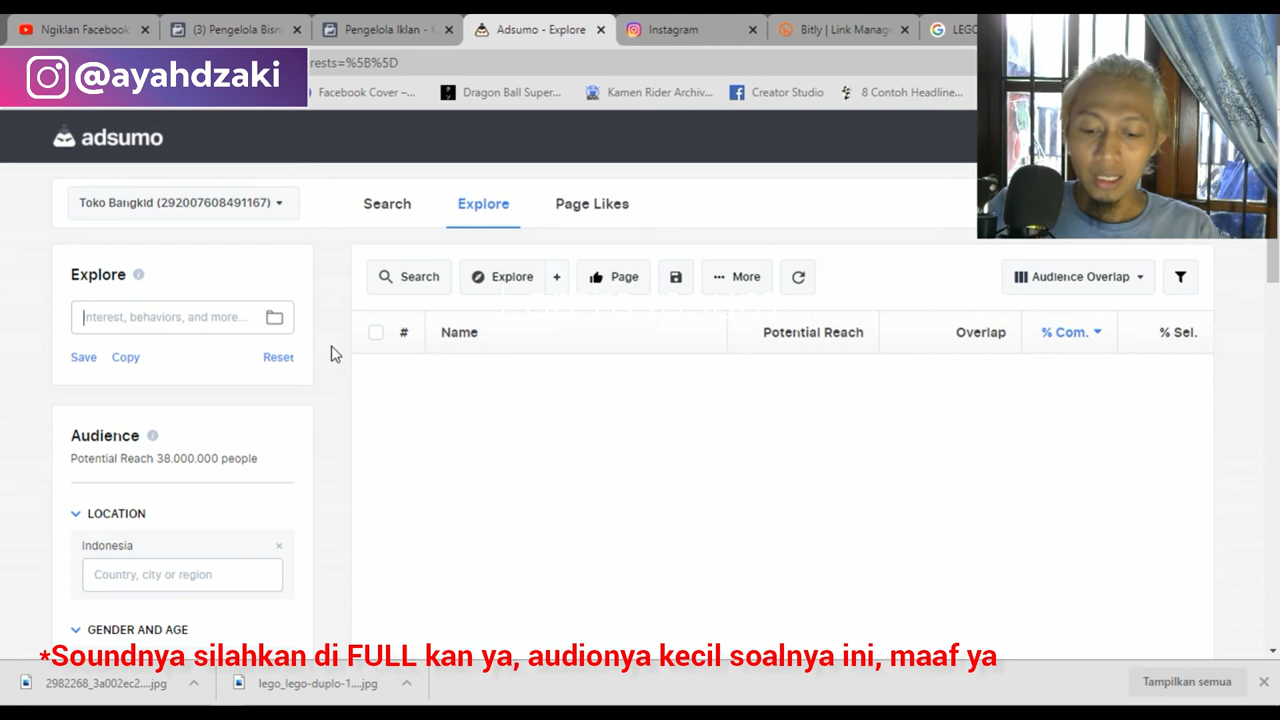 Ngiklan Facebook
(3) Pengelola Bisn
Pengelola Iklan - K
Adsumo - Explore
Instagram
Bitly | Link Manage
LEGO
@ayahdzaki
rests=%5B%5D
Facebook Cover –...
Dragon Ball Super...
Kamen Rider Archiv...
Creator Studio
8 Contoh Headline...
adsumo
Toko Bangkid (292007608491167)
Search
Explore
Page Likes
Explore
Interest, behaviors, and more...
Save
Copy
Reset
Search
Explore
+
Page
More
Audience Overlap
#
Name
Potential Reach
Overlap
% Com.
% Sel.
Audience
Potential Reach 38.000.000 people
LOCATION
Indonesia
Country, city or region
GENDER AND AGE
*Soundnya silahkan di FULL kan ya, audionya kecil soalnya ini, maaf ya
2982268_3a002ec2....jpg
lego_lego-duplo-1....jpg
Tampilkan semua